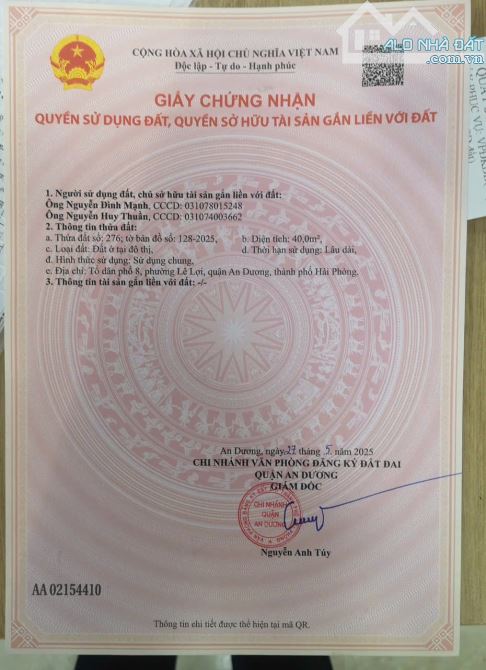 ALO NHÀ ĐẤT
.com.vn
CỘNG HÒA XÃ HỘI CHỦ NGHĨA VIỆT NAM
Độc lập - Tự do - Hạnh phúc
GIẤY CHỨNG NHẬN
QUYỀN SỬ DỤNG ĐẤT, QUYỀN SỞ HỮU TÀI SẢN GẮN LIỀN VỚI ĐẤT
1. Người sử dụng đất, chủ sở hữu tài sản gắn liền với đất:
Ông Nguyễn Đình Mạnh, CCCD: 031078015248
Ông Nguyễn Huy Thuần, CCCD: 031074003662
2. Thông tin thửa đất:
a. Thửa đất số: 276; tờ bản đồ số: 128-2025, b. Diện tích: 40,0m²,
c. Loại đất: Đất ở tại đô thị, d. Thời hạn sử dụng: Lâu dài,
đ. Hình thức sử dụng: Sử dụng chung,
e. Địa chỉ: Tổ dân phố 8, phường Lê Lợi, quận An Dương, thành phố Hải Phòng.
3. Thông tin tài sản gắn liền với đất: -/-
An Dương, ngày 27 tháng 5 năm 2025
CHI NHÁNH VĂN PHÒNG ĐĂNG KÝ ĐẤT ĐAI
QUẬN AN DƯƠNG
GIÁM ĐỐC
CHI NHÁNH
QUẬN
AN DƯƠNG
Nguyễn Anh Túy
AA 02154410
Thông tin chi tiết được thể hiện tại mã QR.